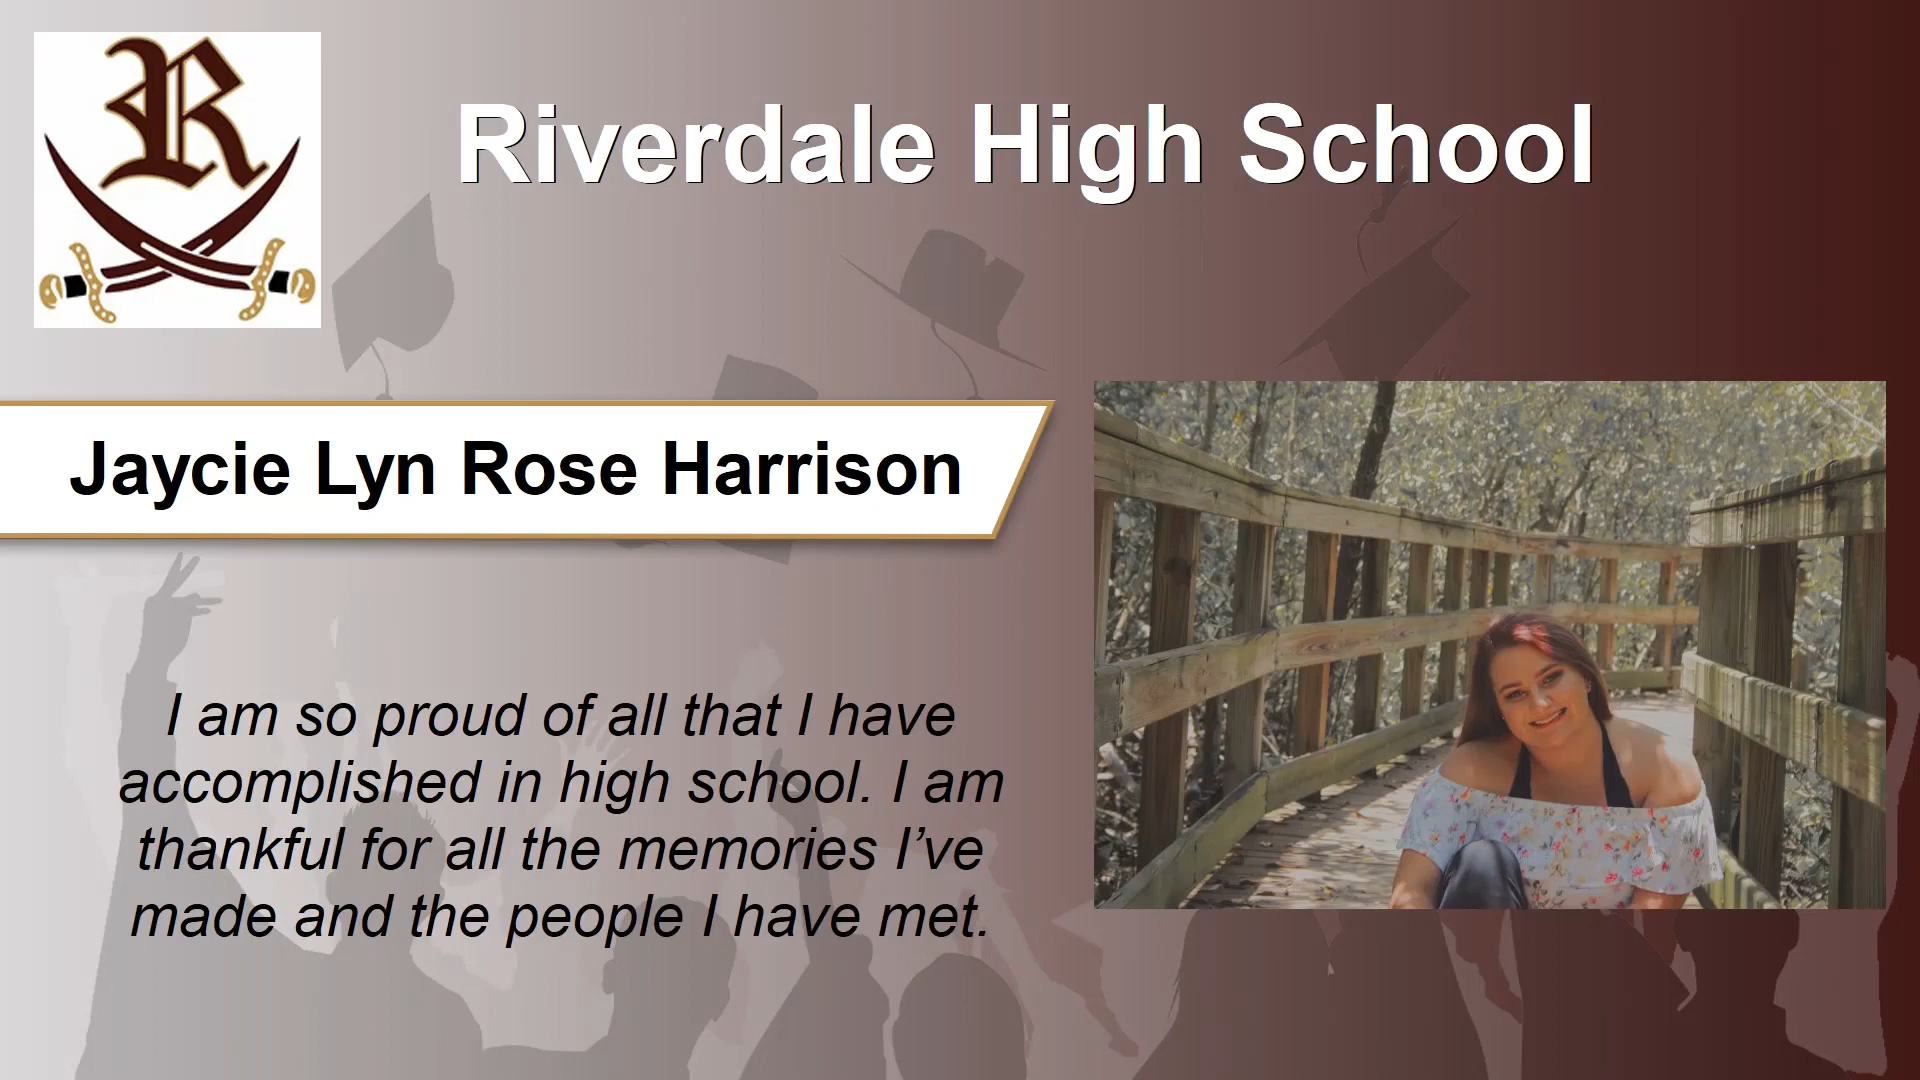 R
Riverdale High School
Jaycie Lyn Rose Harrison
I am so proud of all that I have
accomplished in high school. I am
thankful for all the memories I’ve
made and the people I have met.